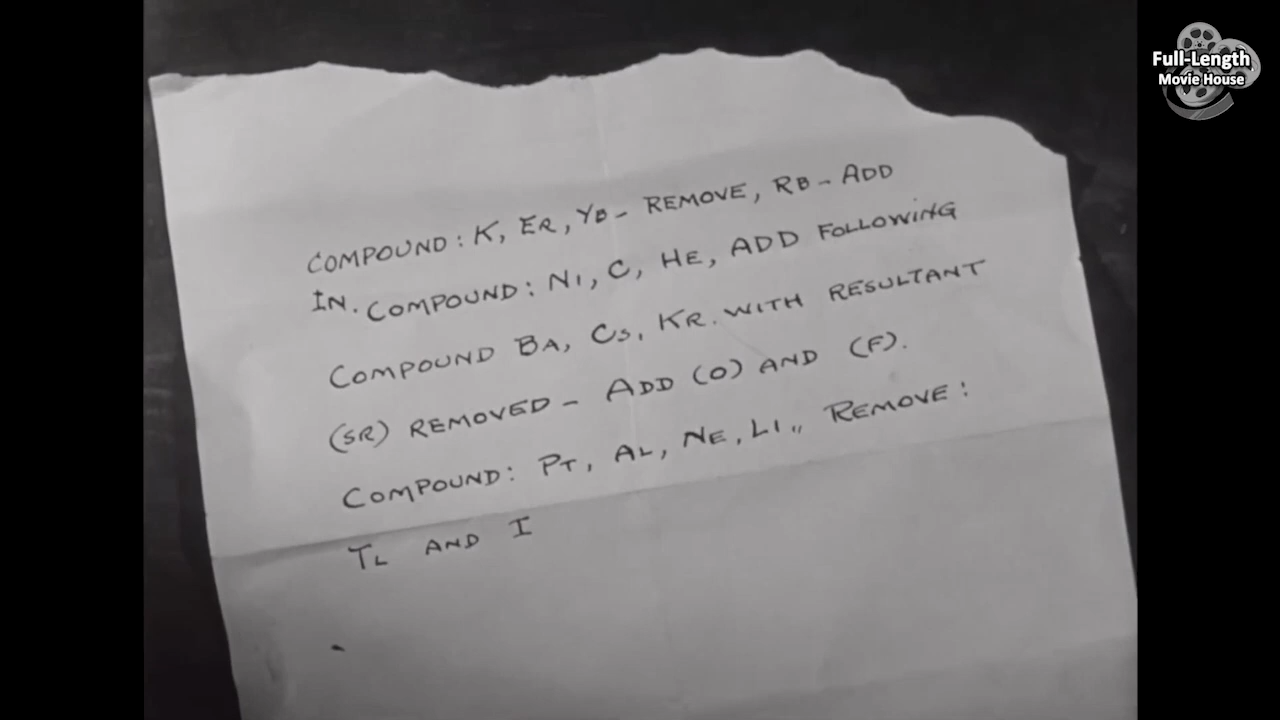 Full-Length
Movie House
COMPOUND: K, ER, YB - REMOVE, RB - ADD
IN. COMPOUND: NI, C, HE, ADD FOLLOWING
COMPOUND BA, CS, KR. WITH RESULTANT
(SR) REMOVED - ADD (O) AND (F).
COMPOUND: PT, AL, NE, LI,, REMOVE:
TL AND I